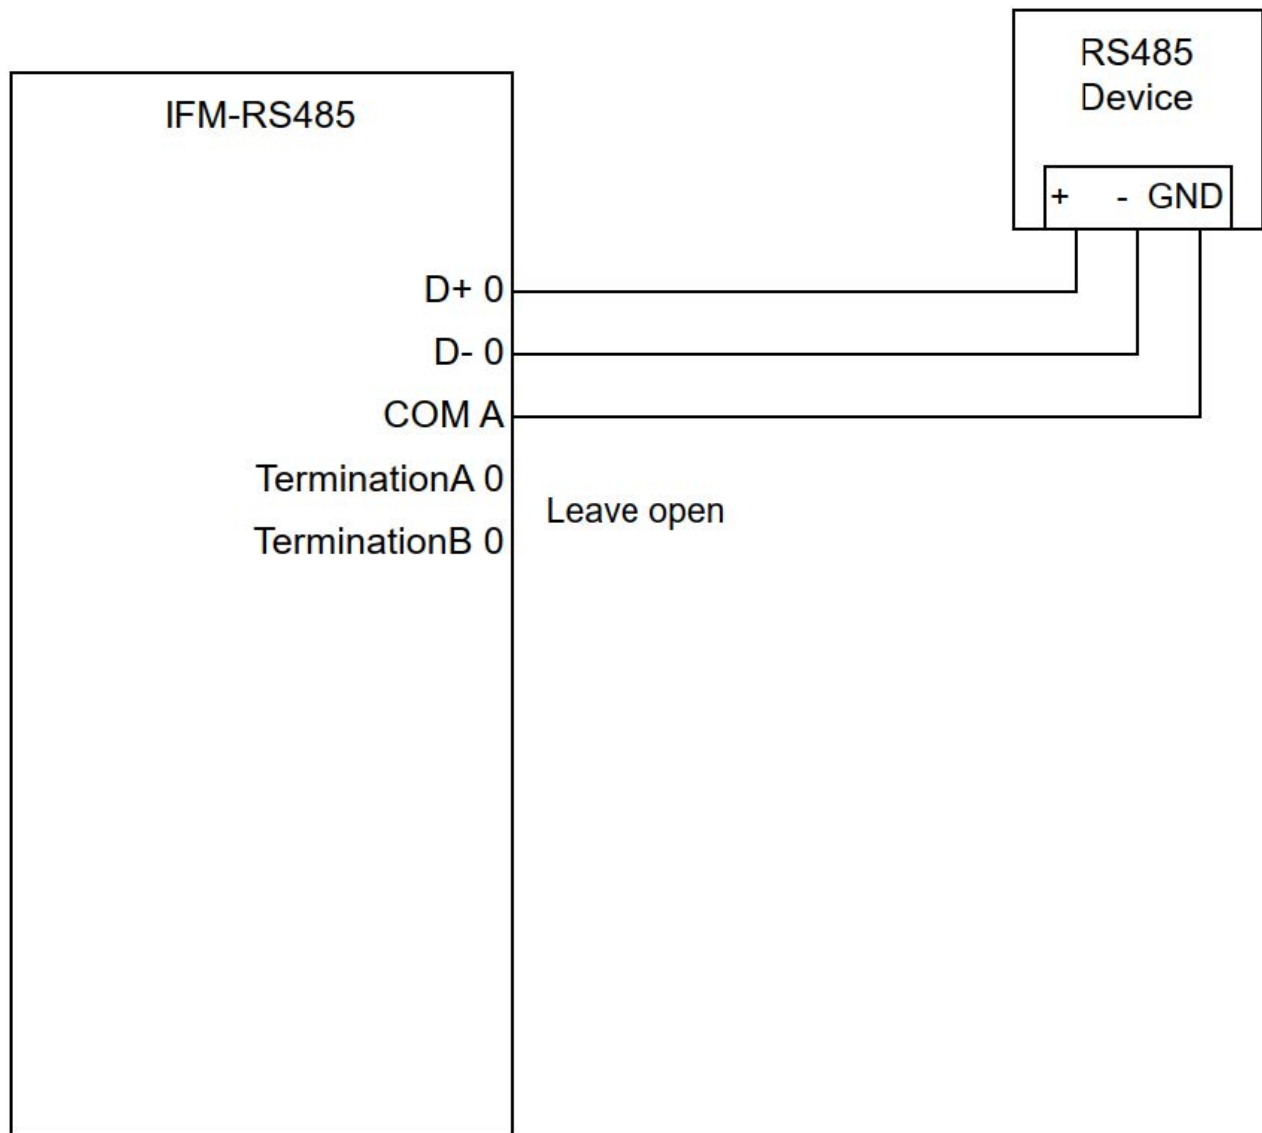 RS485
Device
IFM-RS485
+ - GND
D+ 0
D- 0
COM A
TerminationA 0
Leave open
TerminationB 0